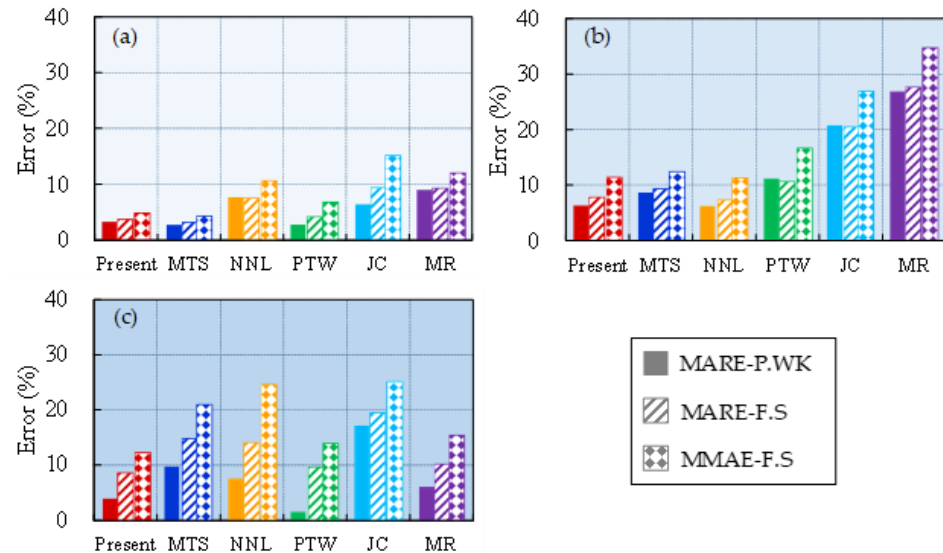 (a)
Error (%)
40
30
20
10
0
Present MTS NNL PTW JC MR
(b)
Error (%)
40
30
20
10
0
Present MTS NNL PTW JC MR
(c)
Error (%)
40
30
20
10
0
Present MTS NNL PTW JC MR
MARE-P.WK
MARE-F.S
MMAE-F.S